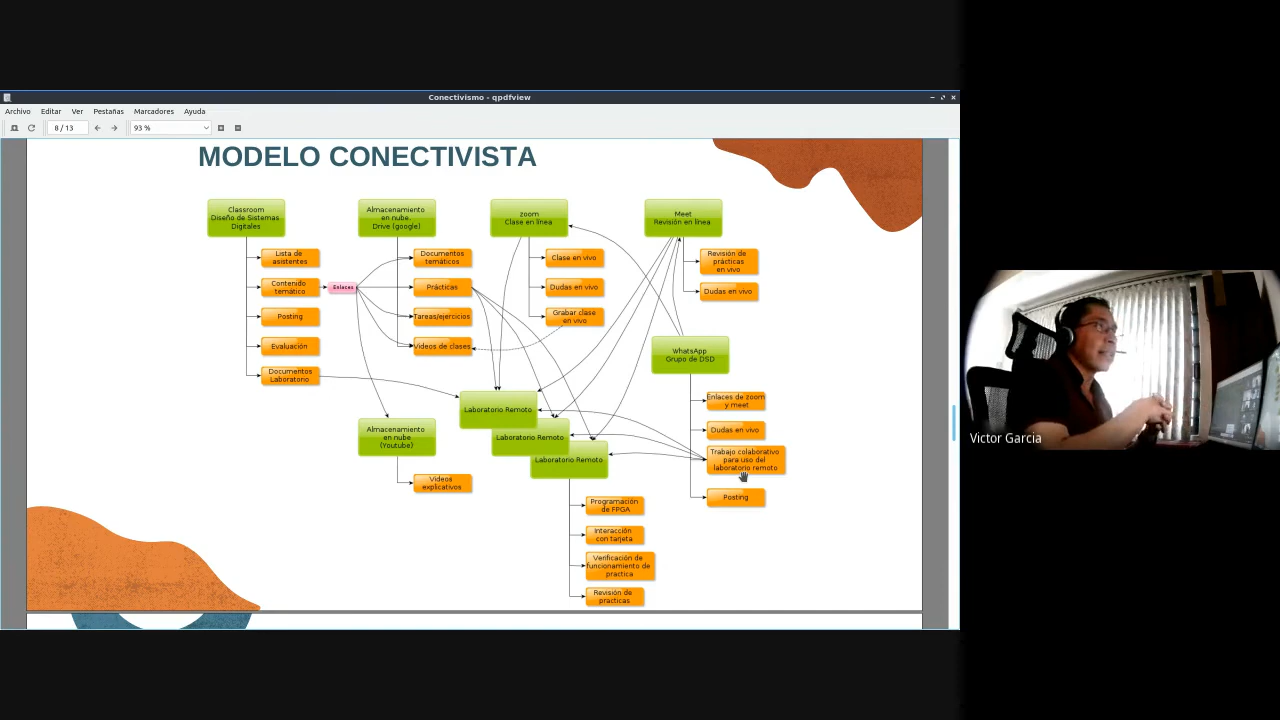 Conectivismo - qpdfview
Archivo Editar Ver Pestañas Marcadores Ayuda
8 / 13
93 %
MODELO CONECTIVISTA
Classroom
Diseño de Sistemas
Digitales
Lista de
asistentes
Contenido
temático
Posting
Evaluación
Documentos
Laboratorio
Enlaces
Almacenamiento
en nube.
Drive (google)
Documentos
temáticos
Prácticas
Tareas/ejercicios
Videos de clases
Almacenamiento
en nube
(Youtube)
Videos
explicativos
zoom
Clase en línea
Clase en vivo
Dudas en vivo
Grabar clase
en vivo
Meet
Revisión en línea
Revisión de
prácticas
en vivo
Dudas en vivo
WhatsApp
Grupo de DSD
Enlaces de zoom
y meet
Dudas en vivo
Trabajo colaborativo
para uso del
laboratorio remoto
Posting
Laboratorio Remoto
Laboratorio Remoto
Laboratorio Remoto
Programación
de FPGA
Interacción
con tarjeta
Verificación de
funcionamiento de
practica
Revisión de
practicas
Victor Garcia